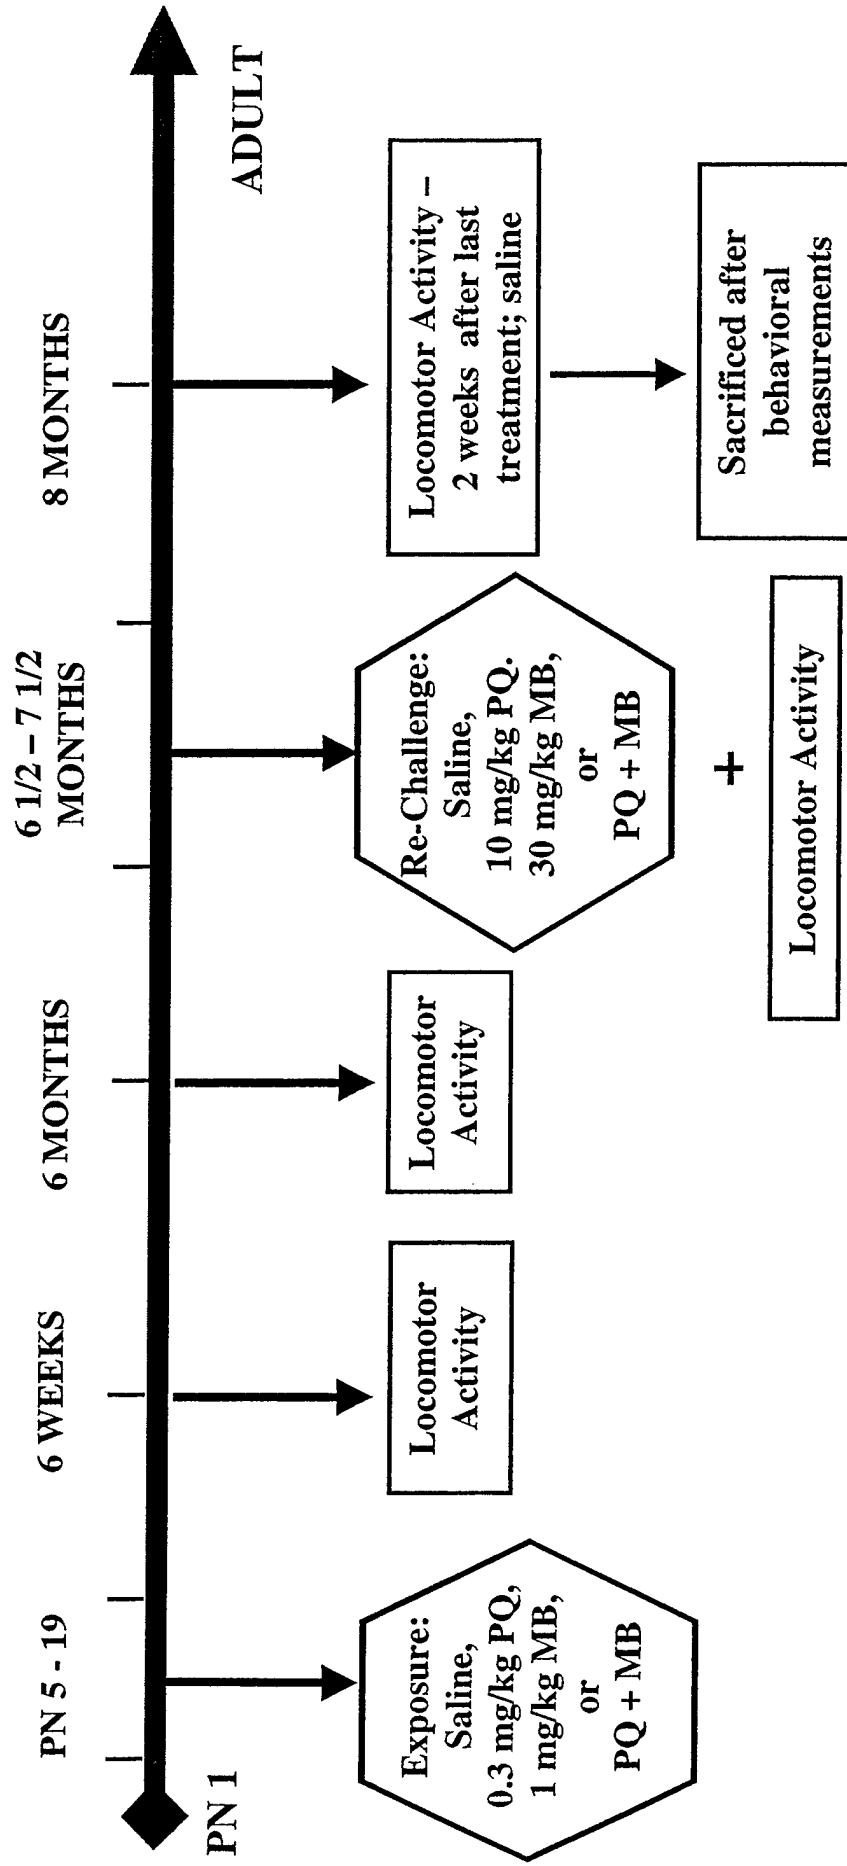 PN 5 - 19
6 WEEKS
6 MONTHS
6 1/2 – 7 1/2
MONTHS
8 MONTHS
PN 1
ADULT
Exposure:
Saline,
0.3 mg/kg PQ,
1 mg/kg MB,
or
PQ + MB
Locomotor
Activity
Locomotor
Activity
Re-Challenge:
Saline,
10 mg/kg PQ.
30 mg/kg MB,
or
PQ + MB
+
Locomotor Activity
Locomotor Activity –
2 weeks after last
treatment; saline
Sacrificed after
behavioral
measurements